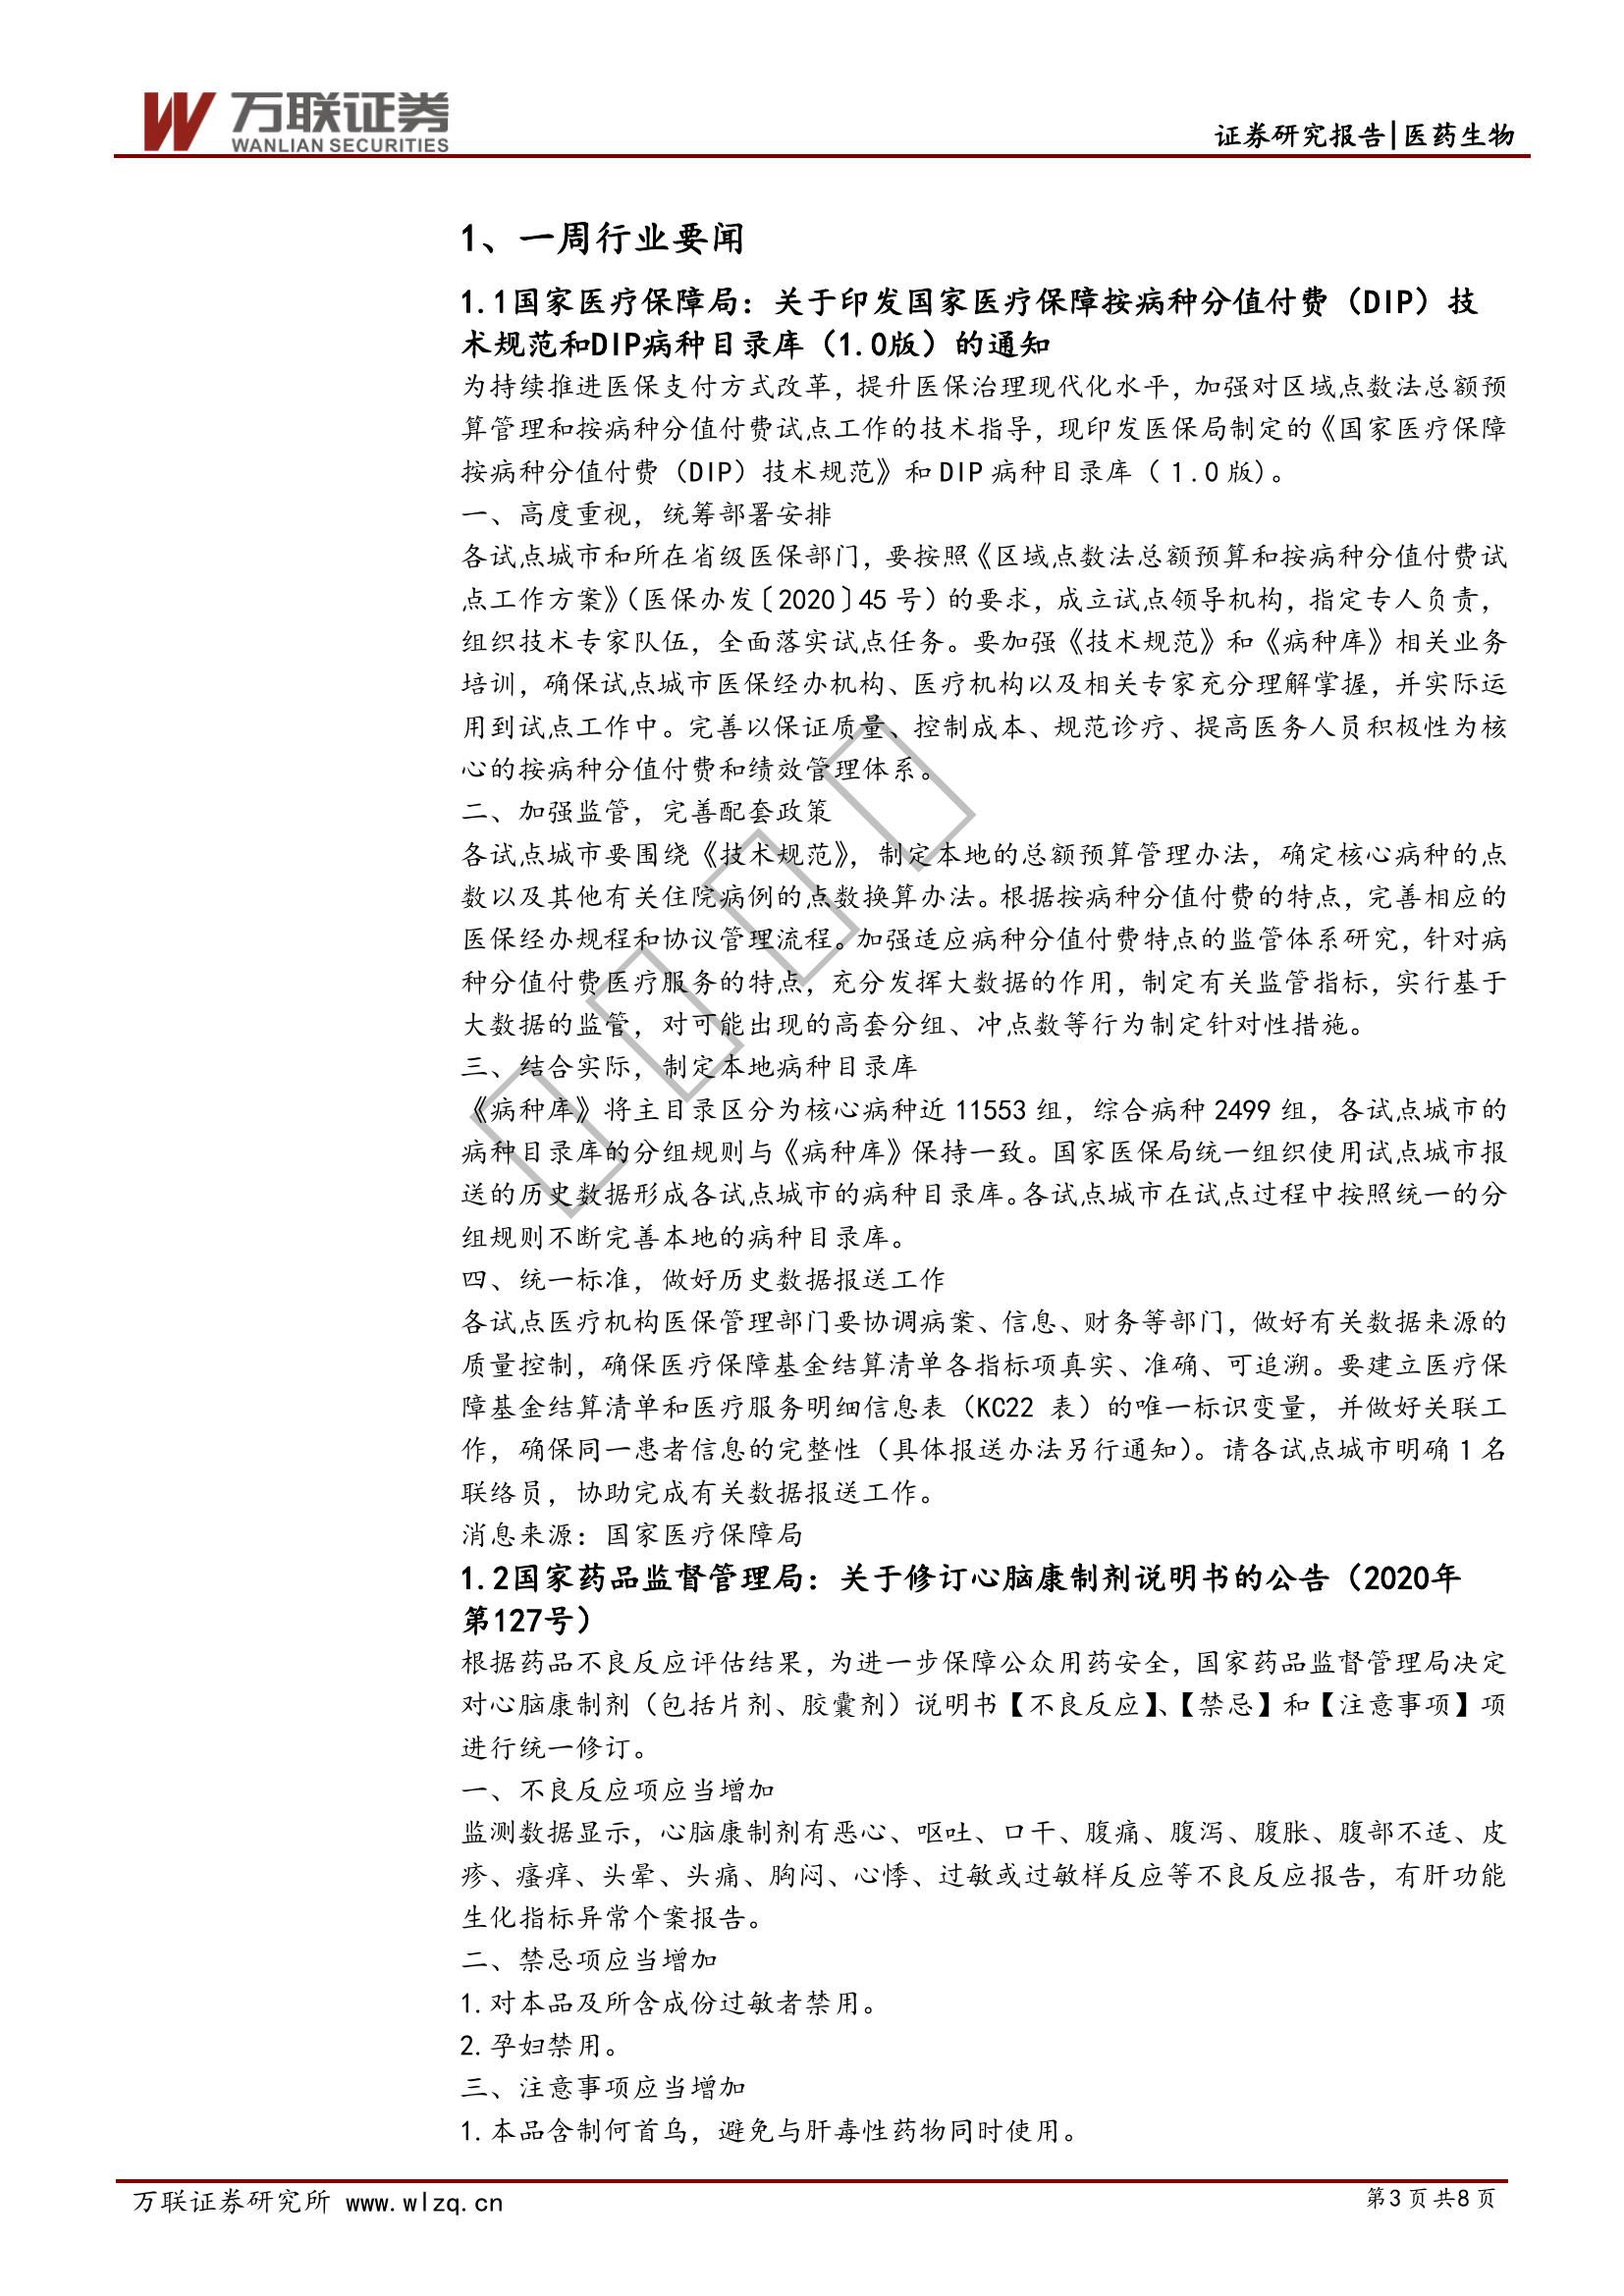 万联证券
WANLIAN SECURITIES
证券研究报告|医药生物
1、一周行业要闻
1.1国家医疗保障局：关于印发国家医疗保障按病种分值付费（DIP）技
术规范和DIP病种目录库（1.0版）的通知
为持续推进医保支付方式改革，提升医保治理现代化水平，加强对区域点数法总额预
算管理和按病种分值付费试点工作的技术指导，现印发医保局制定的《国家医疗保障
按病种分值付费（DIP）技术规范》和 DIP 病种目录库（ 1.0 版）。
一、高度重视，统筹部署安排
各试点城市和所在省级医保部门，要按照《区域点数法总额预算和按病种分值付费试
点工作方案》（医保办发〔2020〕45 号）的要求，成立试点领导机构，指定专人负责，
组织技术专家队伍，全面落实试点任务。要加强《技术规范》和《病种库》相关业务
培训，确保试点城市医保经办机构、医疗机构以及相关专家充分理解掌握，并实际运
用到试点工作中。完善以保证质量、控制成本、规范诊疗、提高医务人员积极性为核
心的按病种分值付费和绩效管理体系。
二、加强监管，完善配套政策
各试点城市要围绕《技术规范》，制定本地的总额预算管理办法，确定核心病种的点
数以及其他有关住院病例的点数换算办法。根据按病种分值付费的特点，完善相应的
医保经办规程和协议管理流程。加强适应病种分值付费特点的监管体系研究，针对病
种分值付费医疗服务的特点，充分发挥大数据的作用，制定有关监管指标，实行基于
大数据的监管，对可能出现的高套分组、冲点数等行为制定针对性措施。
三、结合实际，制定本地病种目录库
《病种库》将主目录区分为核心病种近 11553 组，综合病种 2499 组，各试点城市的
病种目录库的分组规则与《病种库》保持一致。国家医保局统一组织使用试点城市报
送的历史数据形成各试点城市的病种目录库。各试点城市在试点过程中按照统一的分
组规则不断完善本地的病种目录库。
四、统一标准，做好历史数据报送工作
各试点医疗机构医保管理部门要协调病案、信息、财务等部门，做好有关数据来源的
质量控制，确保医疗保障基金结算清单各指标项真实、准确、可追溯。要建立医疗保
障基金结算清单和医疗服务明细信息表（KC22 表）的唯一标识变量，并做好关联工
作，确保同一患者信息的完整性（具体报送办法另行通知）。请各试点城市明确 1 名
联络员，协助完成有关数据报送工作。
消息来源：国家医疗保障局
1.2国家药品监督管理局：关于修订心脑康制剂说明书的公告（2020年
第127号）
根据药品不良反应评估结果，为进一步保障公众用药安全，国家药品监督管理局决定
对心脑康制剂（包括片剂、胶囊剂）说明书【不良反应】、【禁忌】和【注意事项】项
进行统一修订。
一、不良反应项应当增加
监测数据显示，心脑康制剂有恶心、呕吐、口干、腹痛、腹泻、腹胀、腹部不适、皮
疹、瘙痒、头晕、头痛、胸闷、心悸、过敏或过敏样反应等不良反应报告，有肝功能
生化指标异常个案报告。
二、禁忌项应当增加
1.对本品及所含成份过敏者禁用。
2.孕妇禁用。
三、注意事项应当增加
1.本品含制何首乌，避免与肝毒性药物同时使用。
万联证券研究所 www.wlzq.cn
第3页共8页